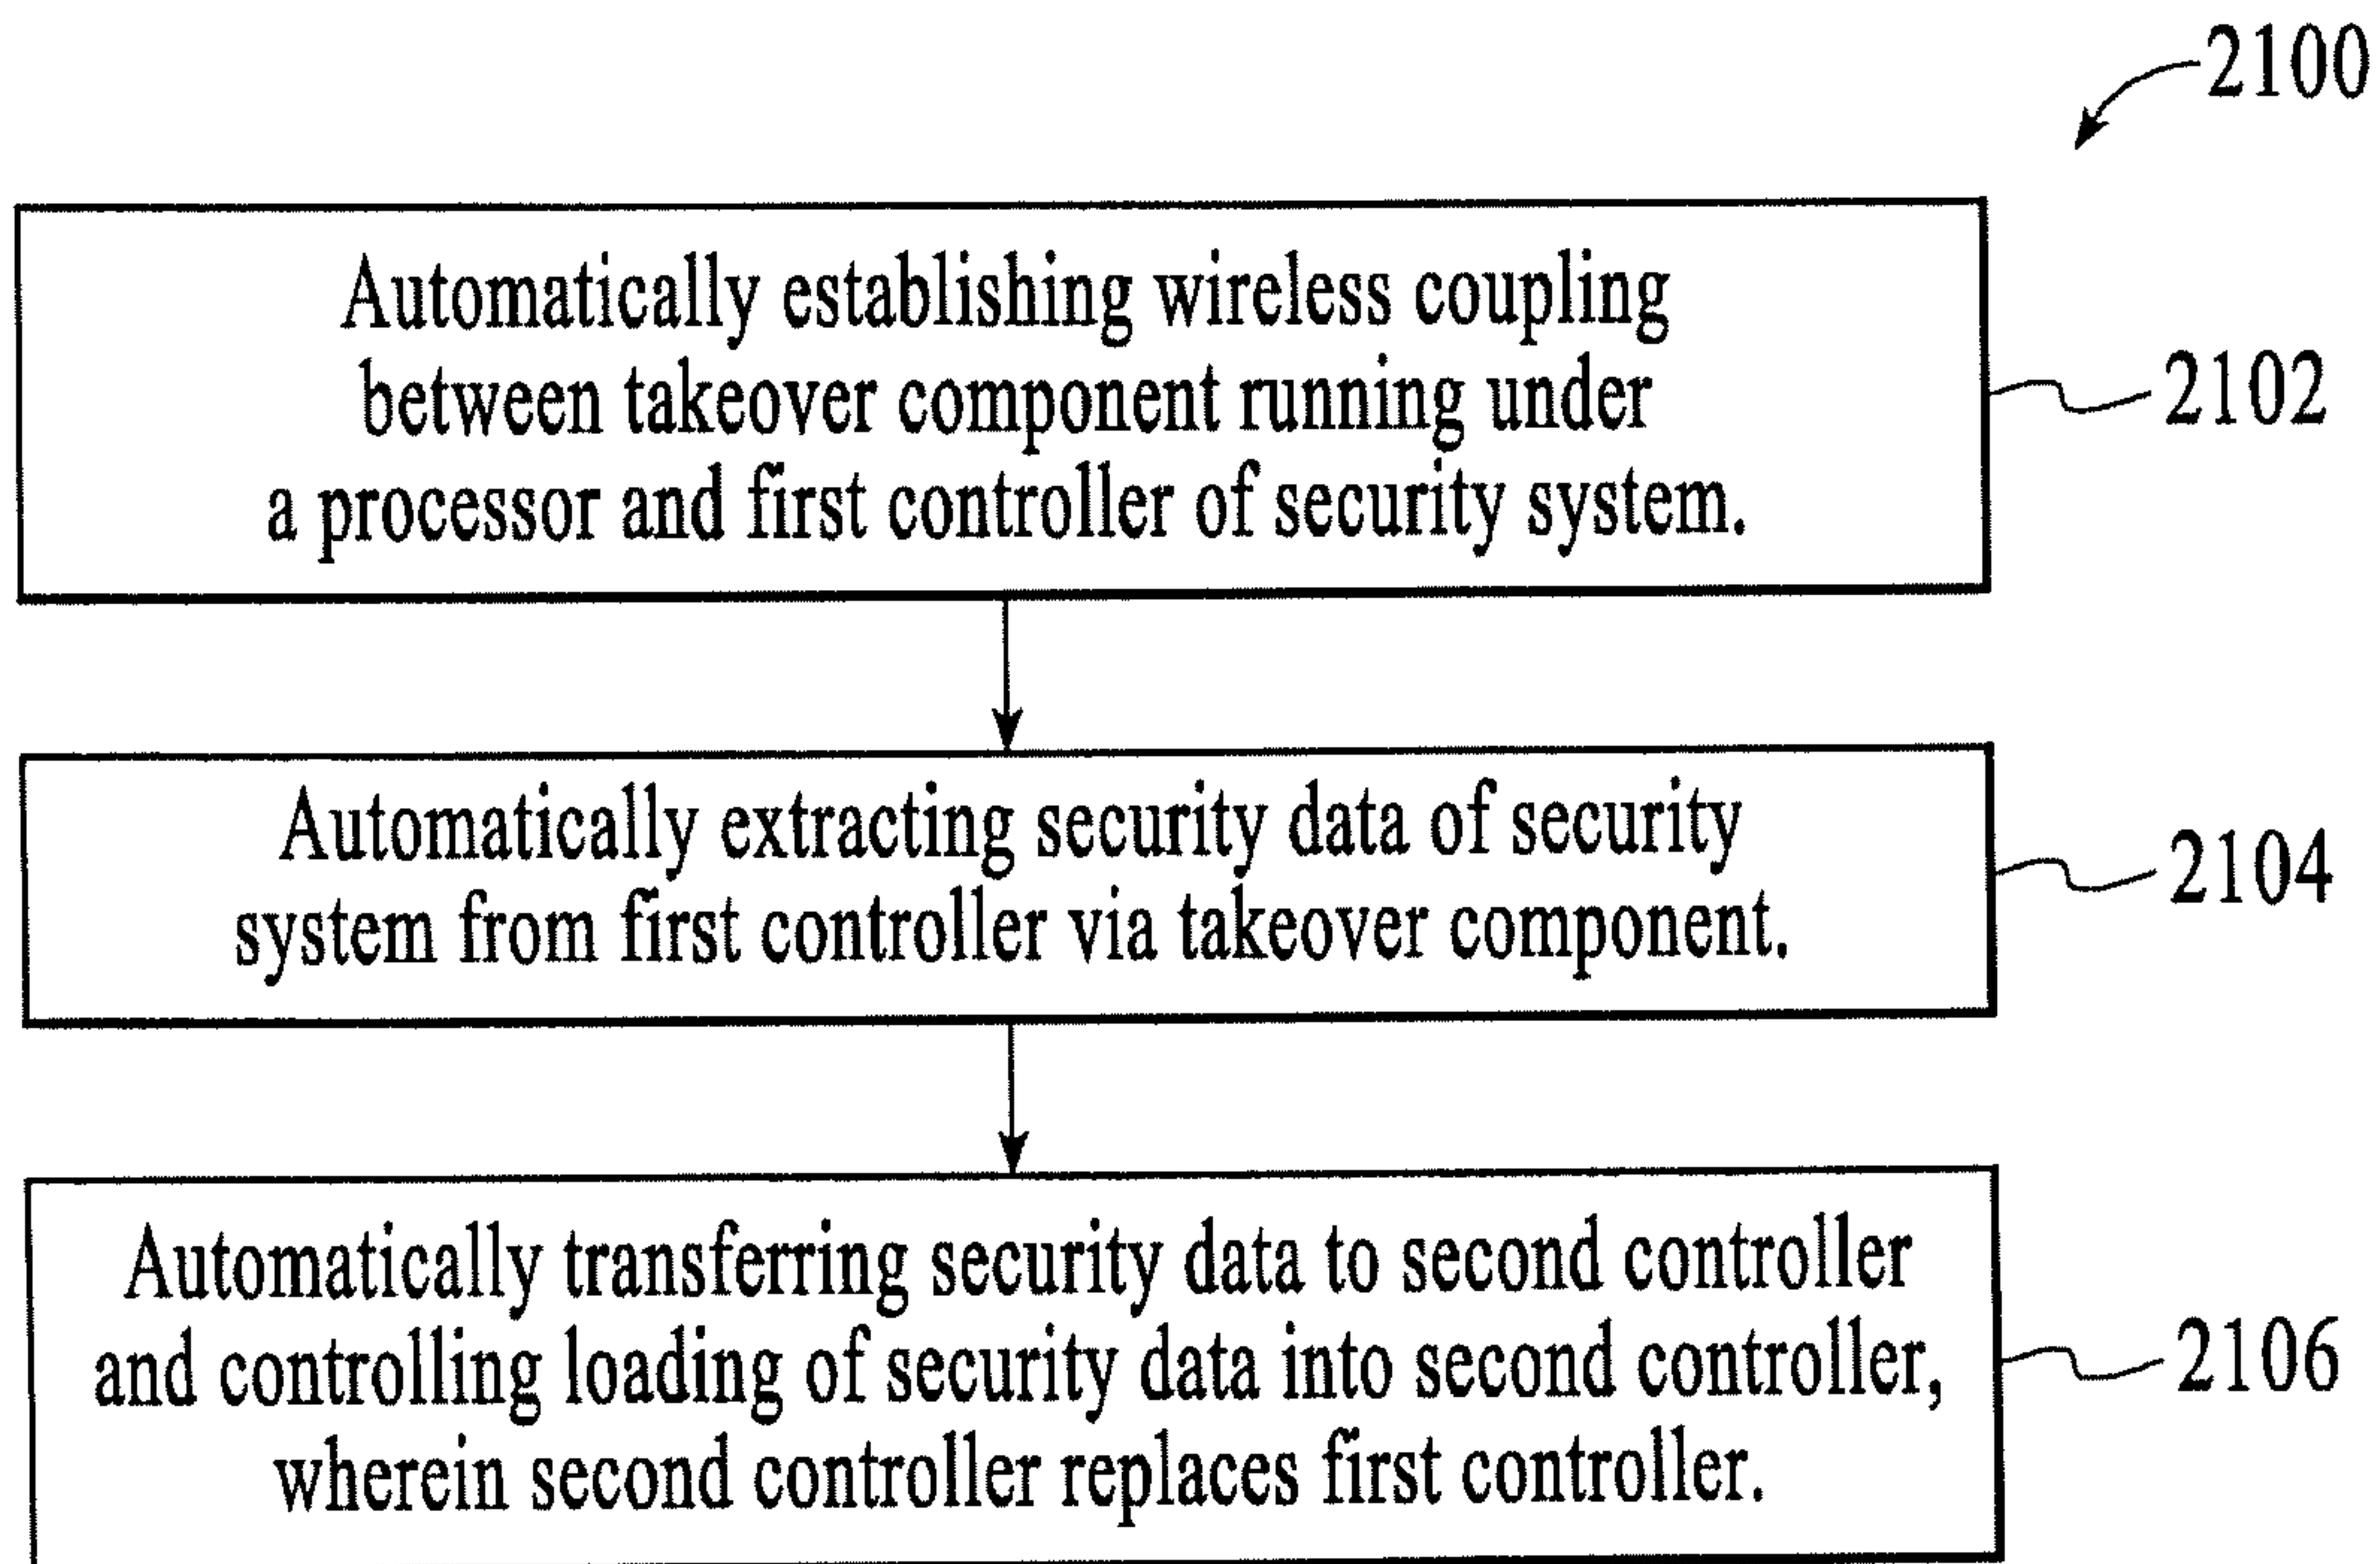 2100
Automatically establishing wireless coupling
between takeover component running under
a processor and first controller of security system.
2102
Automatically extracting security data of security
system from first controller via takeover component.
2104
Automatically transferring security data to second controller
and controlling loading of security data into second controller,
wherein second controller replaces first controller.
2106